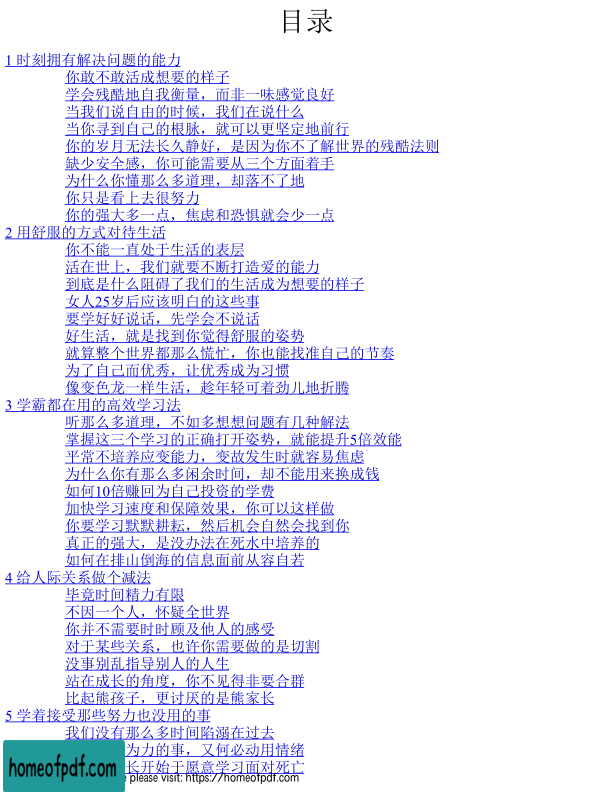 目录
1 时刻拥有解决问题的能力
你敢不敢活成想要的样子
学会残酷地自我衡量，而非一味感觉良好
当我们说自由的时候，我们在说什么
当你寻到自己的根脉，就可以更坚定地前行
你的岁月无法长久静好，是因为你不了解世界的残酷法则
缺少安全感，你可能需要从三个方面着手
为什么你懂那么多道理，却落不了地
你只是看上去很努力
你的强大多一点，焦虑和恐惧就会少一点
2 用舒服的方式对待生活
你不能一直处于生活的表层
活在世上，我们就要不断打造爱的能力
到底是什么阻碍了我们的生活成为想要的样子
女人25岁后应该明白的这些事
要学好好说话，先学会不说话
好生活，就是找到你觉得舒服的姿势
就算整个世界都那么慌忙，你也能找准自己的节奏
为了自己而优秀，让优秀成为习惯
像变色龙一样生活，趁年轻可着劲儿地折腾
3 学霸都在用的高效学习法
听那么多道理，不如多想想问题有几种解法
掌握这三个学习的正确打开姿势，就能提升5倍效能
平常不培养应变能力，变故发生时就容易焦虑
为什么你有那么多闲余时间，却不能用来换成钱
如何10倍赚回为自己投资的学费
加快学习速度和保障效果，你可以这样做
你要学习默默耕耘，然后机会自然会找到你
真正的强大，是没办法在死水中培养的
如何在排山倒海的信息面前从容自若
4 给人际关系做个减法
毕竟时间精力有限
不因一个人，怀疑全世界
你并不需要时时顾及他人的感受
对于某些关系，也许你需要做的是切割
没事别乱指导别人的人生
站在成长的角度，你不见得非要合群
比起熊孩子，更讨厌的是熊家长
5 学着接受那些努力也没用的事
我们没有那么多时间陷溺在过去
为力的事，又何必动用情绪
长开始于愿意学习面对死亡
homeofpdf.com
please visit: https://homeofpdf.com